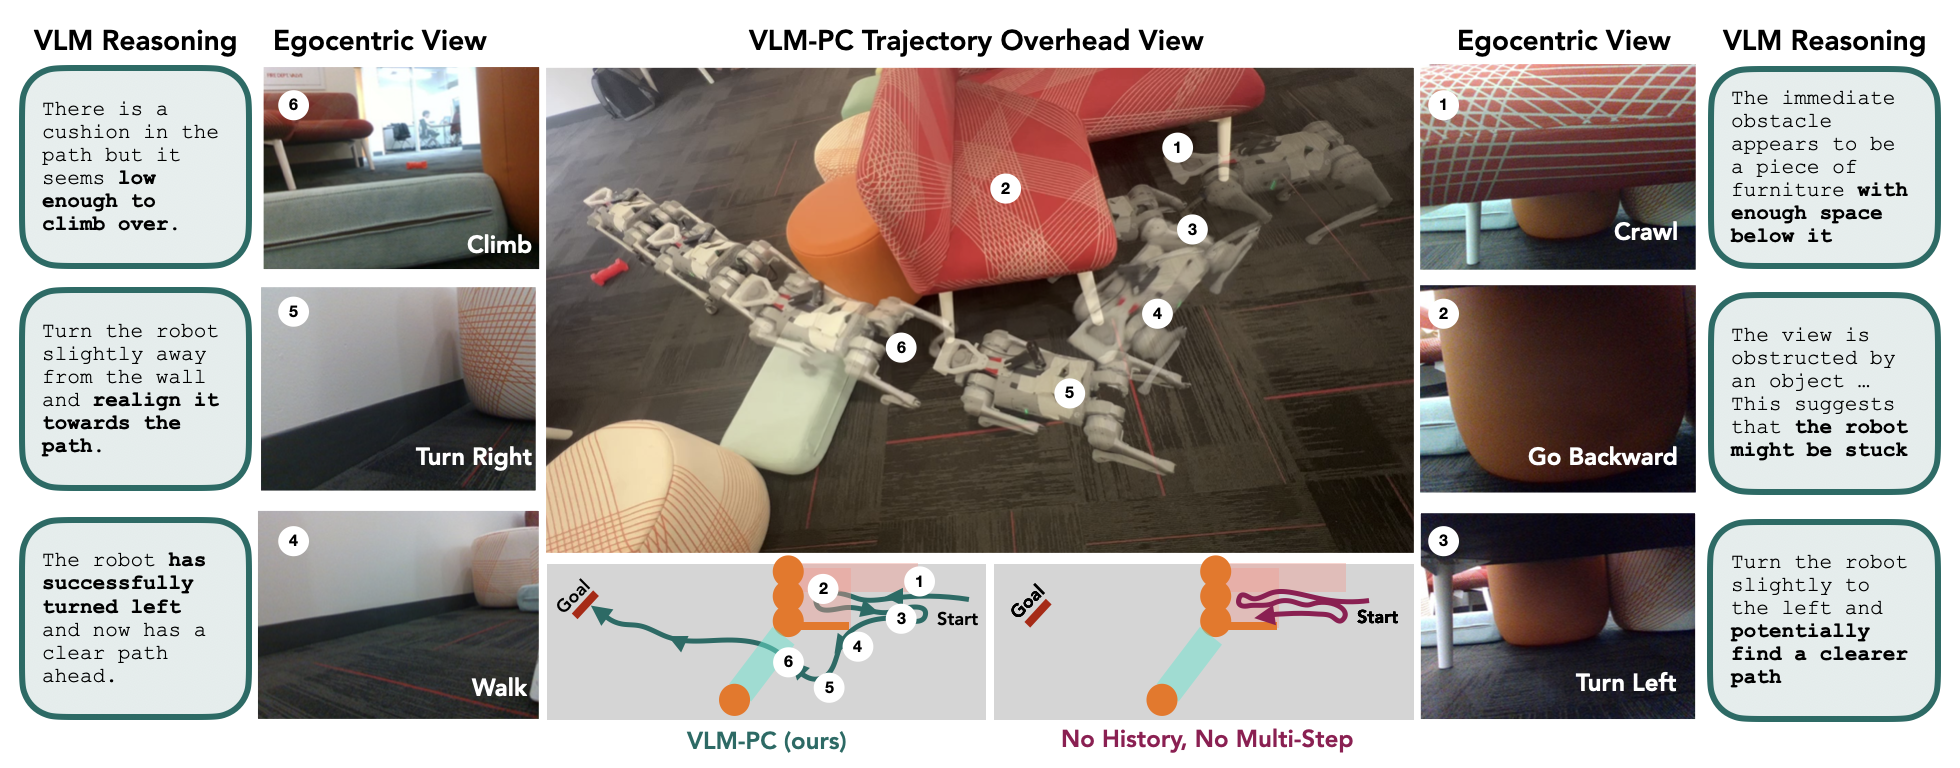 VLM Reasoning
Egocentric View
VLM-PC Trajectory Overhead View
Egocentric View
VLM Reasoning
There is a
cushion in the
path but it
seems low
enough to
climb over.
6
Climb
Turn the robot
slightly away
from the wall
and realign it
towards the
path.
5
Turn Right
The robot has
successfully
turned left
and now has a
clear path
ahead.
4
Walk
1
2
3
4
5
6
Goal
1
2
3
4
5
6
Start
VLM-PC (ours)
Goal
Start
No History, No Multi-Step
1
Crawl
The immediate
obstacle
appears to be
a piece of
furniture with
enough space
below it
2
Go Backward
The view is
obstructed by
an object …
This suggests
that the robot
might be stuck
3
Turn Left
Turn the robot
slightly to
the left and
potentially
find a clearer
path